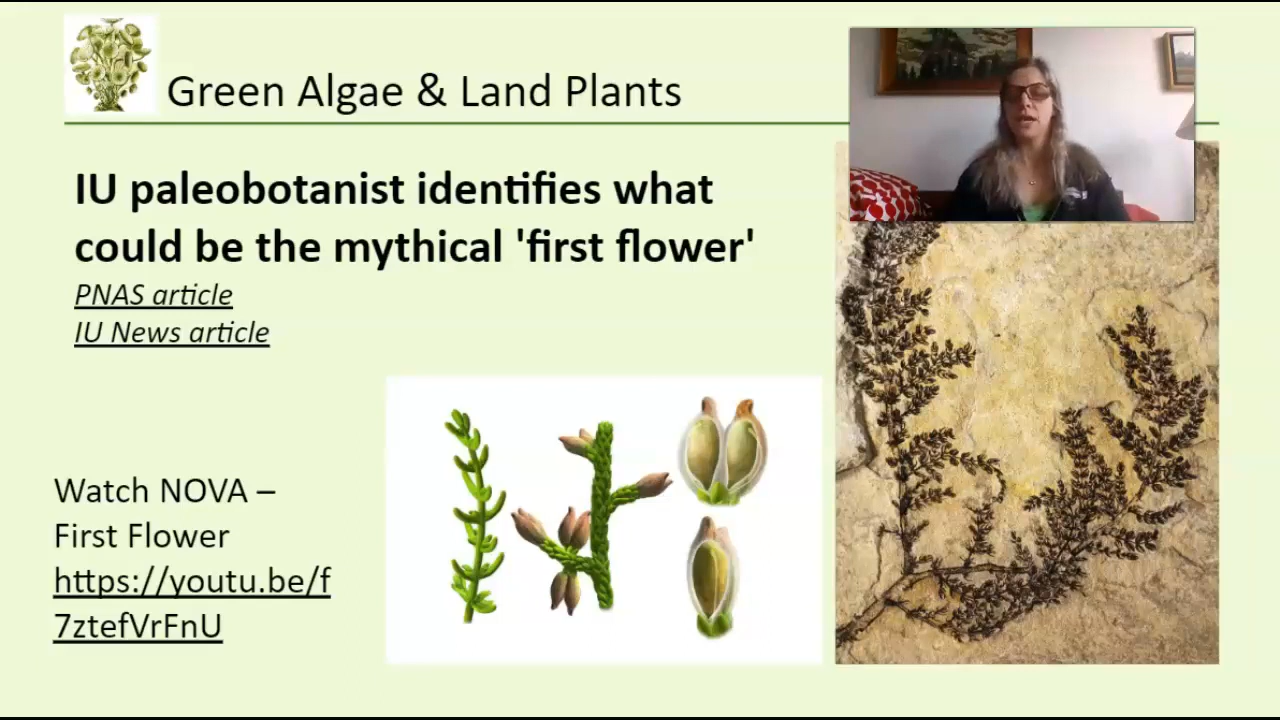 Green Algae & Land Plants
IU paleobotanist identifies what
could be the mythical 'first flower'
PNAS article
IU News article
Watch NOVA –
First Flower
https://youtu.be/f
7ztefVrFnU